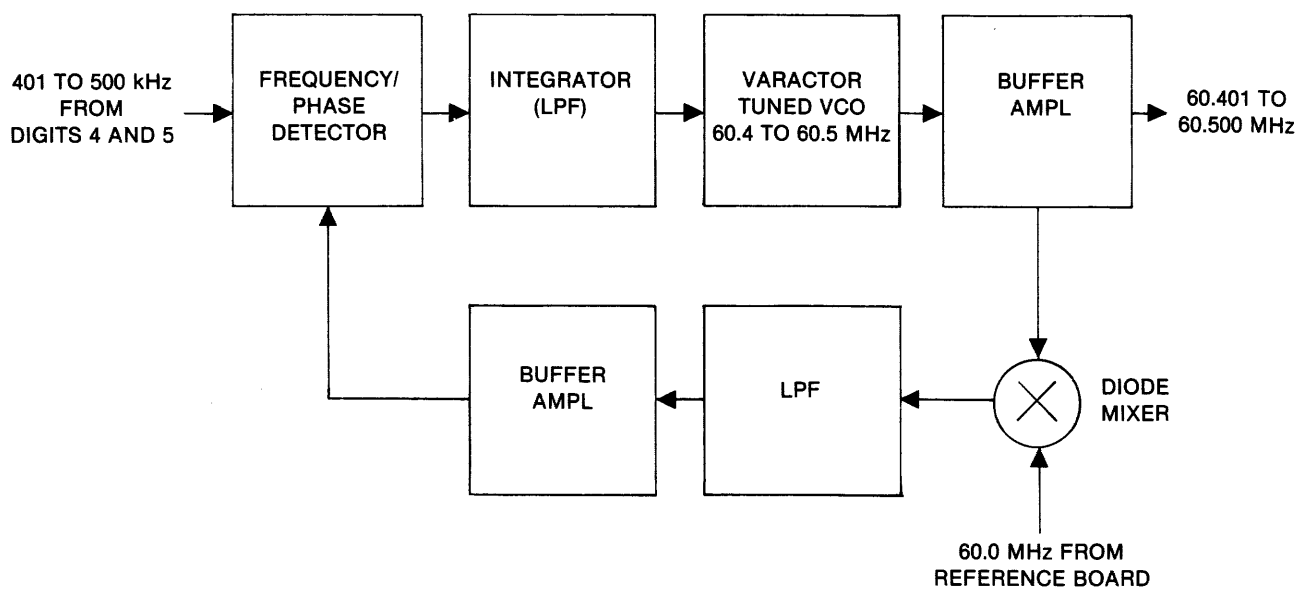 401 TO 500 kHz
FROM
DIGITS 4 AND 5
FREQUENCY/
PHASE
DETECTOR
INTEGRATOR
(LPF)
VARACTOR
TUNED VCO
60.4 TO 60.5 MHz
BUFFER
AMPL
60.401 TO
60.500 MHz
BUFFER
AMPL
LPF
DIODE
MIXER
60.0 MHz FROM
REFERENCE BOARD